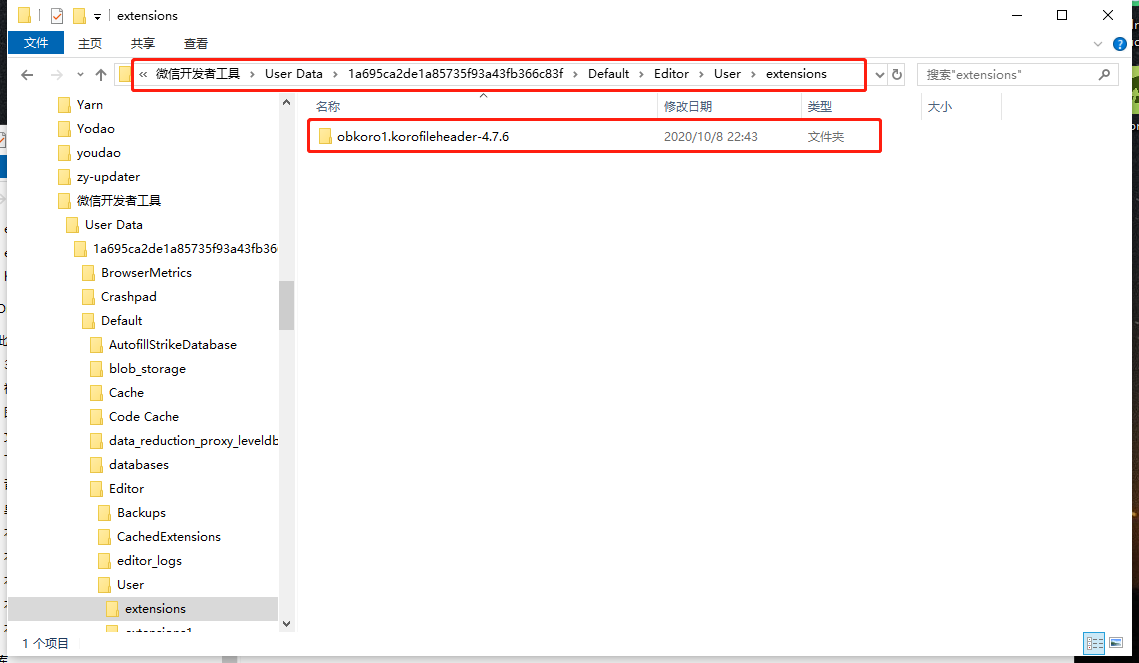 extensions
文件 主页 共享 查看
« 微信开发者工具 › User Data › 1a695ca2de1a85735f93a43fb366c83f › Default › Editor › User › extensions
搜索"extensions"
名称 修改日期 类型 大小
obkoro1.korofileheader-4.7.6 2020/10/8 22:43 文件夹
Yarn
Yodao
youdao
zy-updater
微信开发者工具
User Data
1a695ca2de1a85735f93a43fb36
BrowserMetrics
Crashpad
Default
AutofillStrikeDatabase
blob_storage
Cache
Code Cache
data_reduction_proxy_leveldb
databases
Editor
Backups
CachedExtensions
editor_logs
User
extensions
extensions1
1 个项目